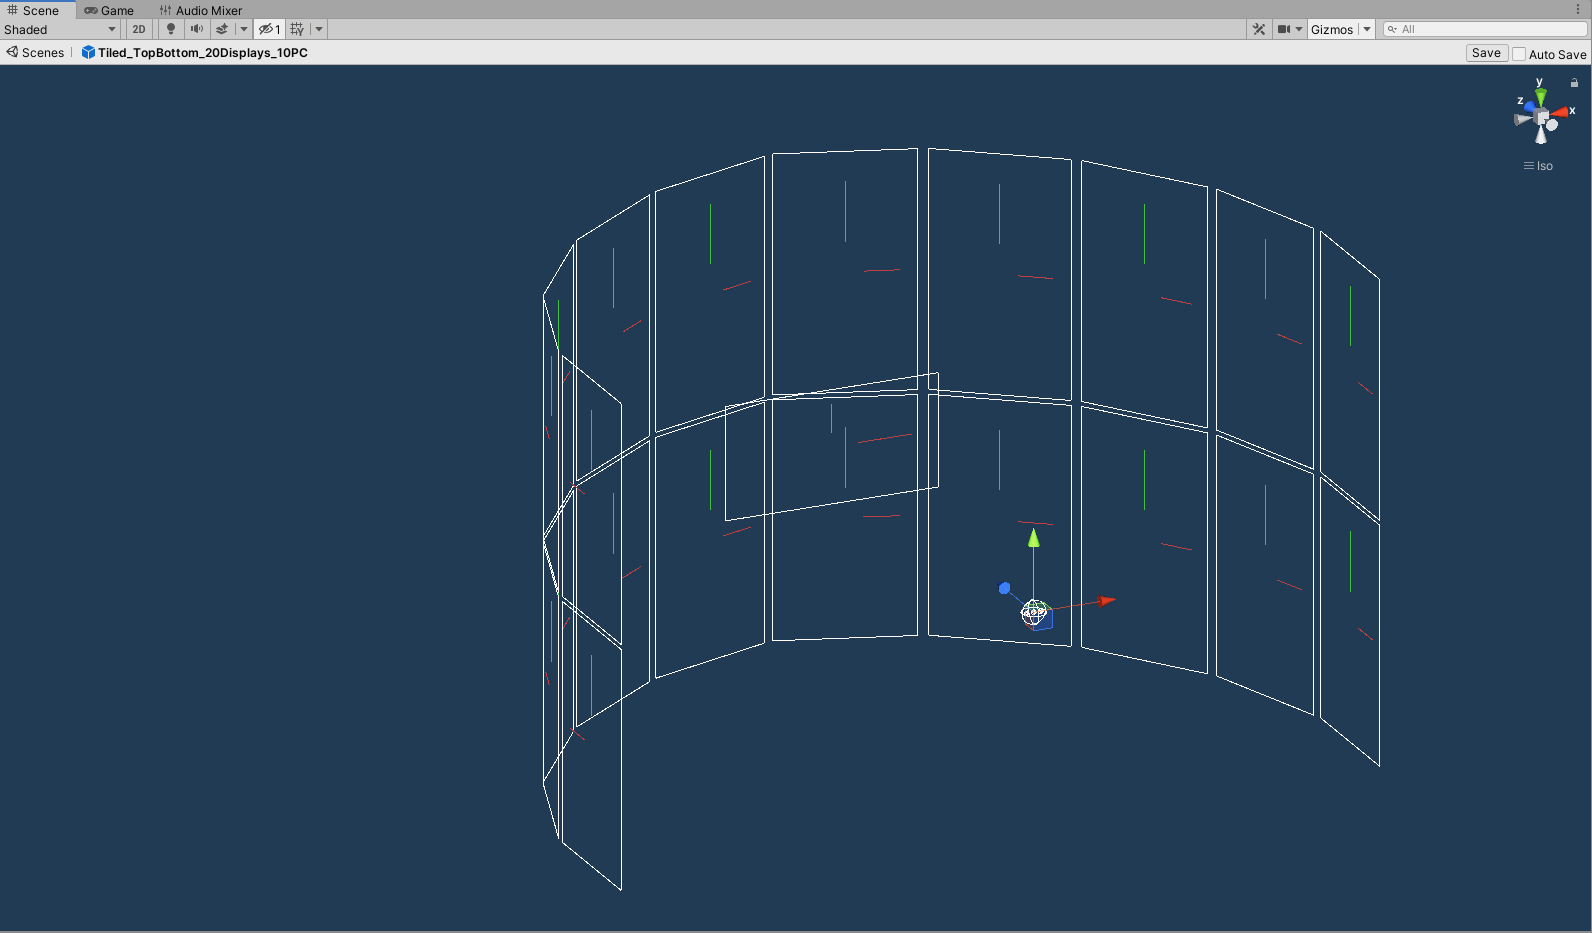 Scene Game Audio Mixer
Shaded 2D 1 Gizmos All
Scenes Tiled_TopBottom_20Displays_10PC Save Auto Save
y
z
x
Iso